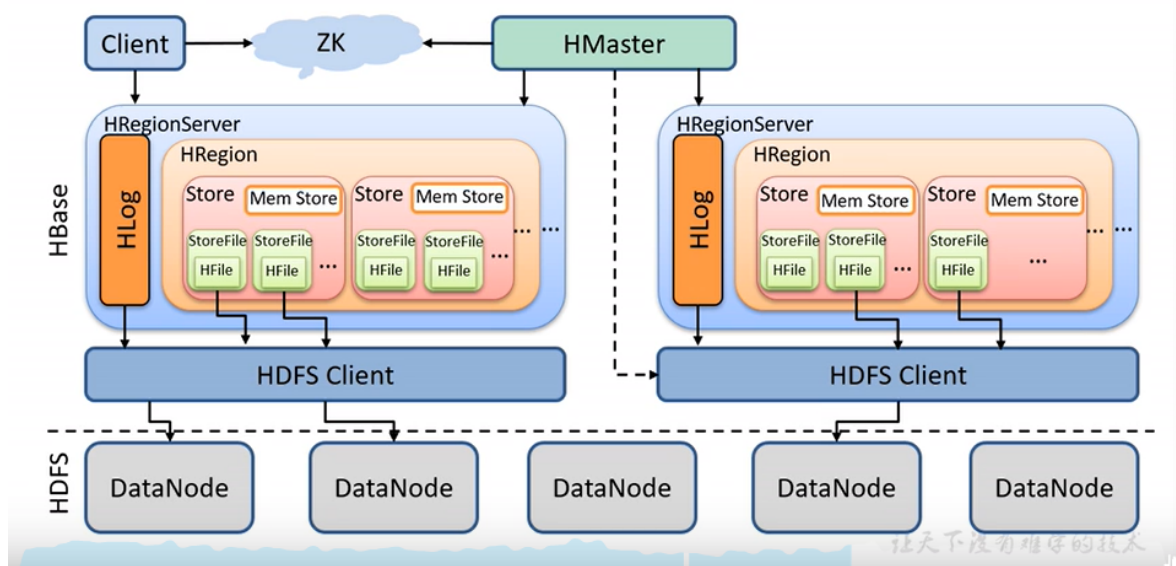 Client
ZK
HMaster
HBase
HRegionServer
HLog
HRegion
Store
Mem Store
StoreFile
HFile
StoreFile
HFile
...
Store
Mem Store
StoreFile
HFile
StoreFile
HFile
...
... ...
HRegionServer
HLog
HRegion
Store
Mem Store
StoreFile
HFile
StoreFile
HFile
...
Store
Mem Store
StoreFile
HFile
...
... ...
HDFS Client
HDFS Client
HDFS
DataNode
DataNode
DataNode
DataNode
DataNode
让天下没有难学的技术